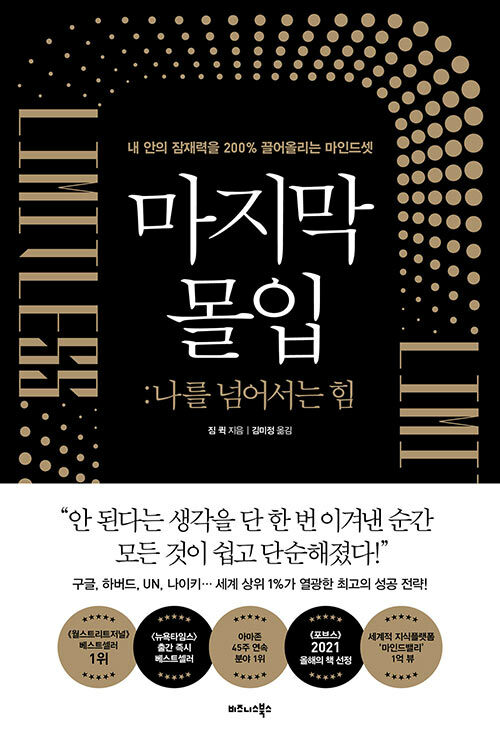 내 안의 잠재력을 200% 끌어올리는 마인드셋
LIMITLESS
마지막
몰입
:나를 넘어서는 힘
LIMI
짐 퀵 지음 | 김미정 옮김
“안 된다는 생각을 단 한 번 이겨낸 순간
모든 것이 쉽고 단순해졌다!”
구글, 하버드, UN, 나이키… 세계 상위 1%가 열광한 최고의 성공 전략!
《월스트리트저널》
베스트셀러
1위
《뉴욕타임스》
출간 즉시
베스트셀러
아마존
45주 연속
분야 1위
《포브스》
2021
올해의 책 선정
세계적 지식플랫폼
‘마인드밸리’
1억 뷰
비즈니스북스